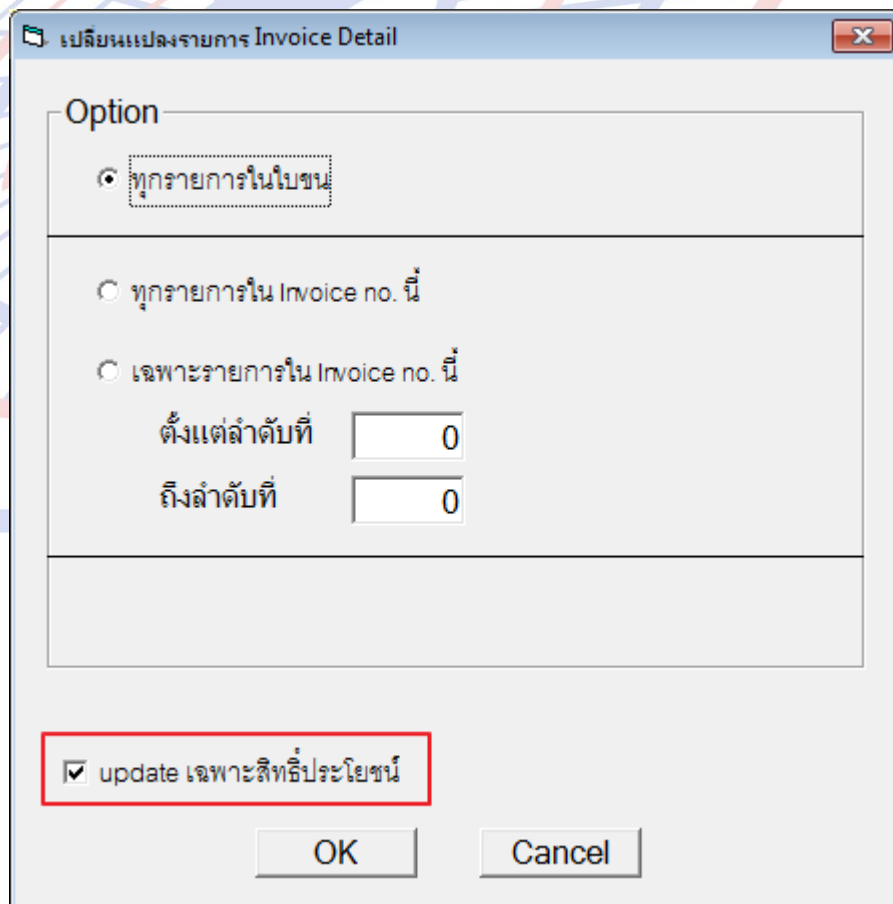 เปลี่ยนแปลงรายการ Invoice Detail
Option
ทุกรายการในใบขน
ทุกรายการใน Invoice no. นี้
เฉพาะรายการใน Invoice no. นี้
ตั้งแต่ลำดับที่ 0
ถึงลำดับที่ 0
update เฉพาะสิทธิ์ประโยชน์
OK Cancel